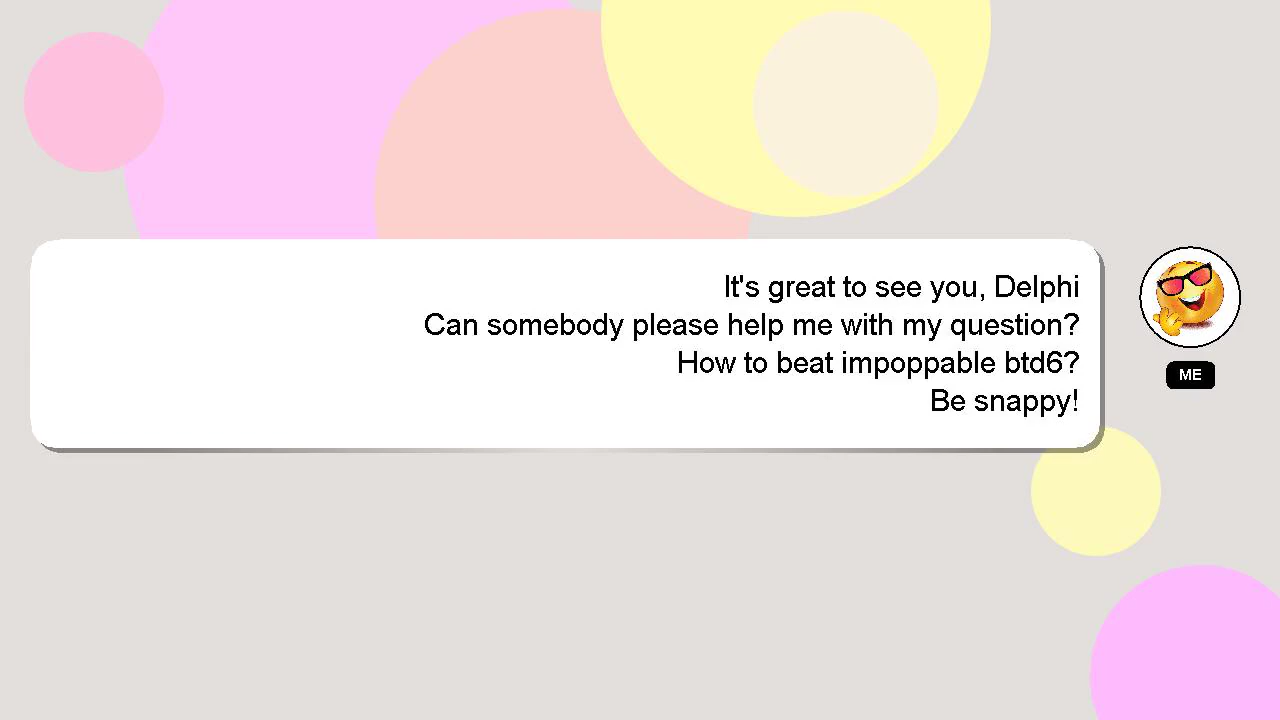 It's great to see you, Delphi
Can somebody please help me with my question?
How to beat impoppable btd6?
Be snappy!
ME